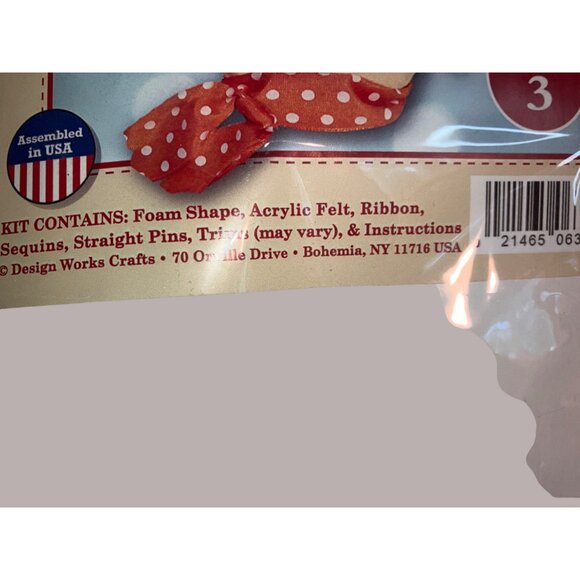 3
Assembled
in USA
KIT CONTAINS: Foam Shape, Acrylic Felt, Ribbon,
Sequins, Straight Pins, (may vary), & Instructions
© Design Works Crafts • 70 Drive • Bohemia, NY 11716 USA
21465 063